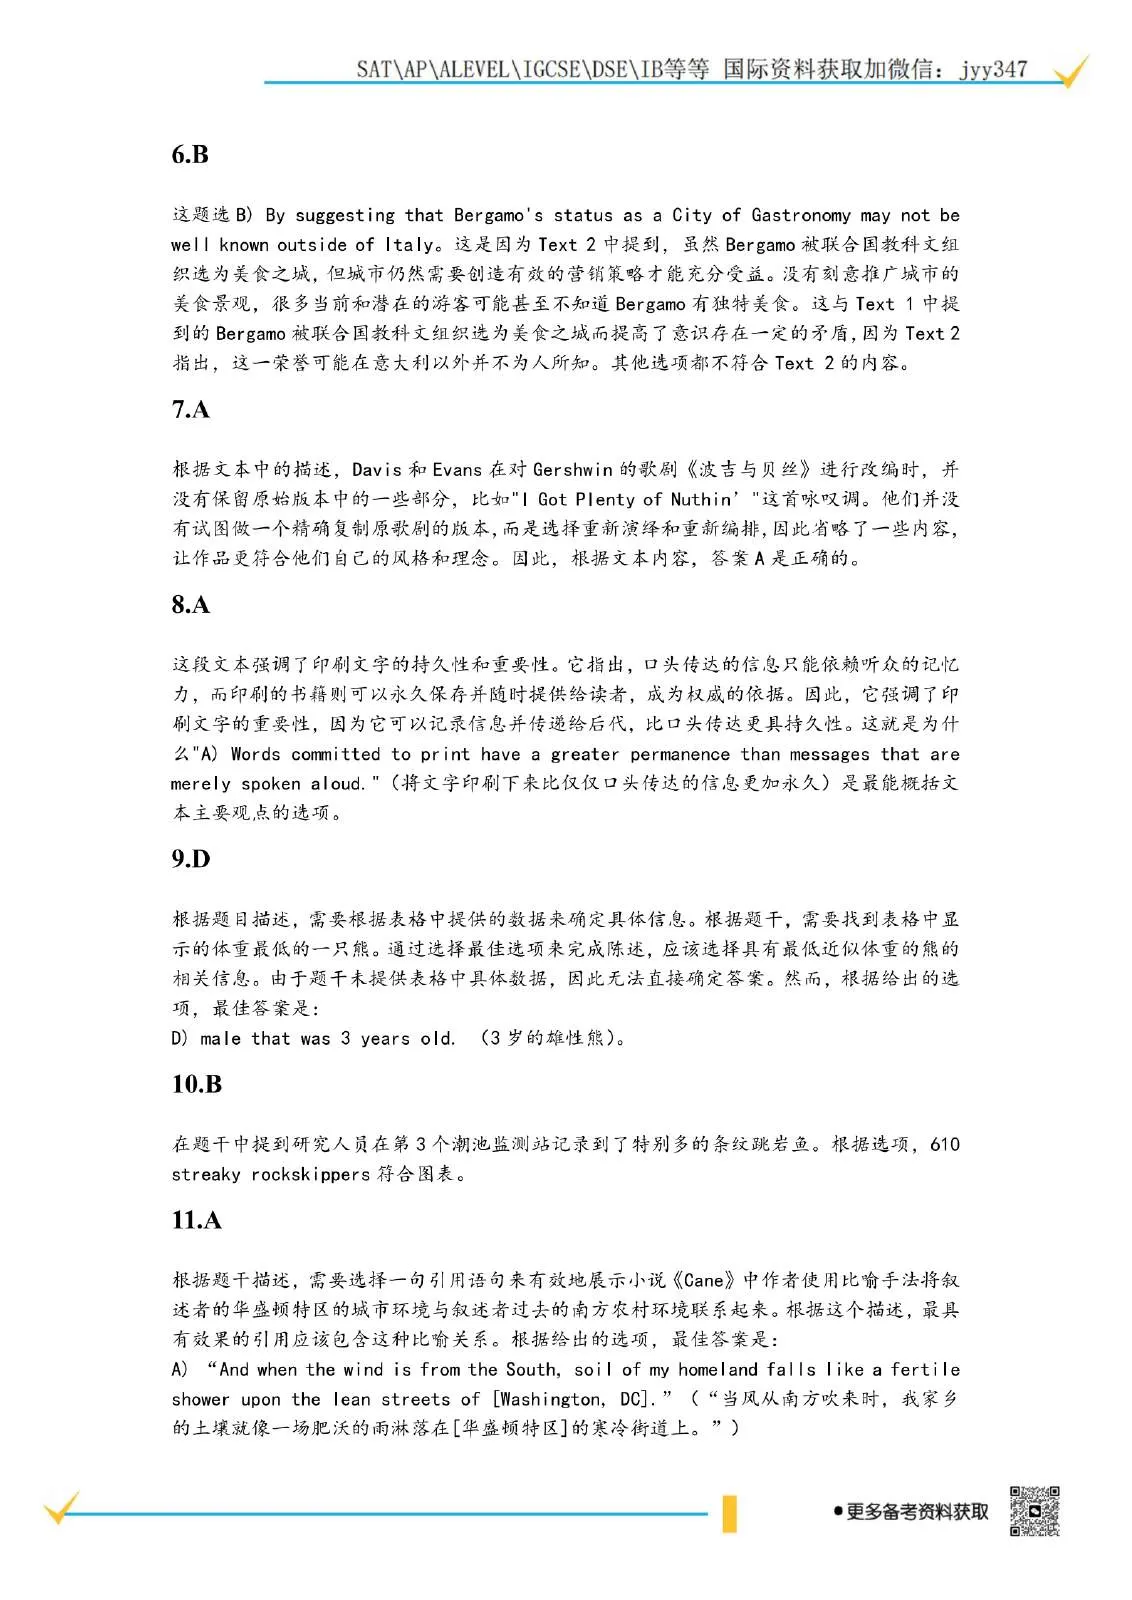 SAT\AP\ALEVEL\IGCSE\DSE\IB等等 国际资料获取加微信：jyy347
6.B
这题选 B) By suggesting that Bergamo's status as a City of Gastronomy may not be
well known outside of Italy。这是因为 Text 2 中提到，虽然 Bergamo 被联合国教科文组
织选为美食之城，但城市仍然需要创造有效的营销策略才能充分受益。没有刻意推广城市的
美食景观，很多当前和潜在的游客可能甚至不知道 Bergamo 有独特美食。这与 Text 1 中提
到的 Bergamo 被联合国教科文组织选为美食之城而提高了意识存在一定的矛盾，因为 Text 2
指出，这一荣誉可能在意大利以外并不为人所知。其他选项都不符合 Text 2 的内容。
7.A
根据文本中的描述，Davis 和 Evans 在对 Gershwin 的歌剧《波吉与贝丝》进行改编时，并
没有保留原始版本中的一些部分，比如"I Got Plenty of Nuthin’ "这首咏叹调。他们并没
有试图做一个精确复制原歌剧的版本，而是选择重新演绎和重新编排，因此省略了一些内容，
让作品更符合他们自己的风格和理念。因此，根据文本内容，答案 A 是正确的。
8.A
这段文本强调了印刷文字的持久性和重要性。它指出，口头传达的信息只能依赖听众的记忆
力，而印刷的书籍则可以永久保存并随时提供给读者，成为权威的依据。因此，它强调了印
刷文字的重要性，因为它可以记录信息并传递给后代，比口头传达更具持久性。这就是为什
么"A) Words committed to print have a greater permanence than messages that are
merely spoken aloud."（将文字印刷下来比仅仅口头传达的信息更加永久）是最能概括文
本主要观点的选项。
9.D
根据题目描述，需要根据表格中提供的数据来确定具体信息。根据题干，需要找到表格中显
示的体重最低的一只熊。通过选择最佳选项来完成陈述，应该选择具有最低近似体重的熊的
相关信息。由于题干未提供表格中具体数据，因此无法直接确定答案。然而，根据给出的选
项，最佳答案是：
D) male that was 3 years old. （3 岁的雄性熊）。
10.B
在题干中提到研究人员在第 3 个潮池监测站记录到了特别多的条纹跳岩鱼。根据选项，610
streaky rockskippers 符合图表。
11.A
根据题干描述，需要选择一句引用语句来有效地展示小说《Cane》中作者使用比喻手法将叙
述者的华盛顿特区的城市环境与叙述者过去的南方农村环境联系起来。根据这个描述，最具
有效果的引用应该包含这种比喻关系。根据给出的选项，最佳答案是：
A) “And when the wind is from the South, soil of my homeland falls like a fertile
shower upon the lean streets of [Washington, DC].” （“当风从南方吹来时，我家乡
的土壤就像一场肥沃的雨淋落在[华盛顿特区]的寒冷街道上。”）
•更多备考资料获取